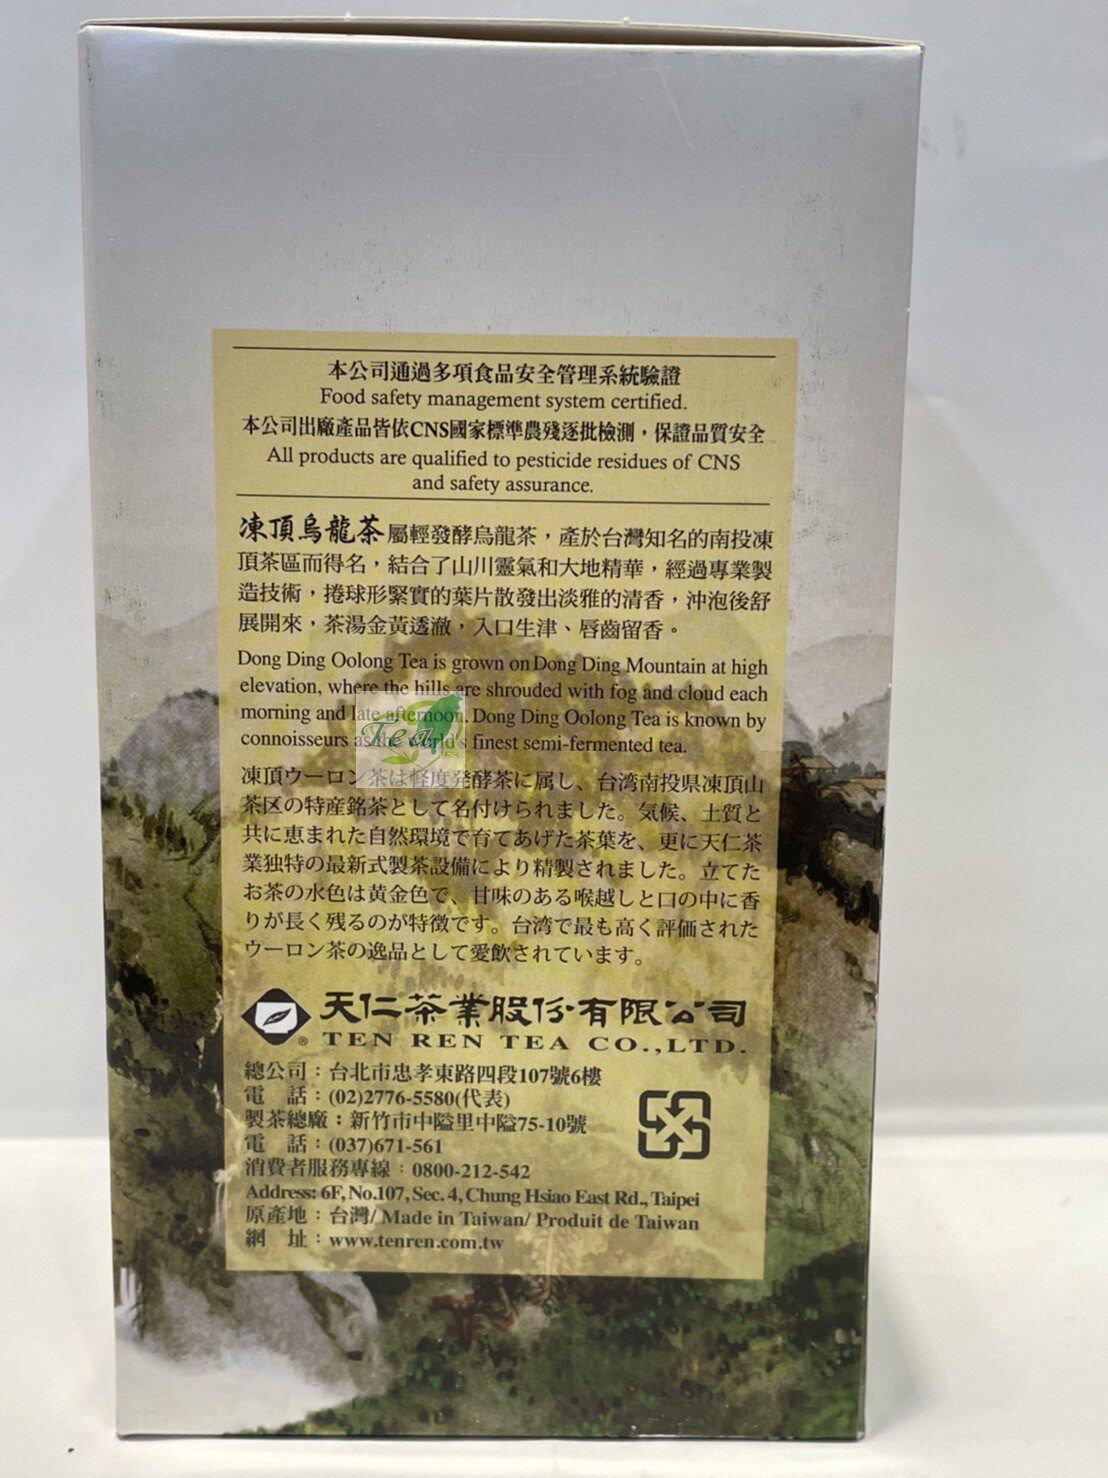 本公司通過多項食品安全管理系統驗證
Food safety management system certified.
本公司出廠產品皆依CNS國家標準農殘逐批檢測，保證品質安全
All products are qualified to pesticide residues of CNS
and safety assurance.
凍頂烏龍茶屬輕發酵烏龍茶，產於台灣知名的南投凍
頂茶區而得名，結合了山川靈氣和大地精華，經過專業製
造技術，捲球形緊實的葉片散發出淡雅的清香，沖泡後舒
展開來，茶湯金黃透澈，入口生津、唇齒留香。
Dong Ding Oolong Tea is grown on Dong Ding Mountain at high
elevation, where the hills are shrouded with fog and cloud each
morning and late afternoon. Dong Ding Oolong Tea is known by
connoisseurs as the world's finest semi-fermented tea.
Tea
凍頂ウーロン茶は軽度発酵茶に属し、台湾南投県凍頂山
茶区の特産銘茶として名付けられました。気候、土質と
共に恵まれた自然環境で育てあげた茶葉を、更に天仁茶
業独特の最新式製茶設備により精製されました。立てた
お茶の水色は黄金色で、甘味のある喉越しと口の中に香
りが長く残るのが特徴です。台湾で最も高く評価された
ウーロン茶の逸品として愛飲されています。
® 天仁茶業股份有限公司
TEN REN TEA CO.,LTD.
總公司：台北市忠孝東路四段107號6樓
電 話：(02)2776-5580(代表)
製茶總廠：新竹市中隘里中隘75-10號
電 話：(037)671-561
消費者服務專線：0800-212-542
Address: 6F, No.107, Sec. 4, Chung Hsiao East Rd., Taipei
原產地：台灣/ Made in Taiwan/ Produit de Taiwan
網 址：www.tenren.com.tw